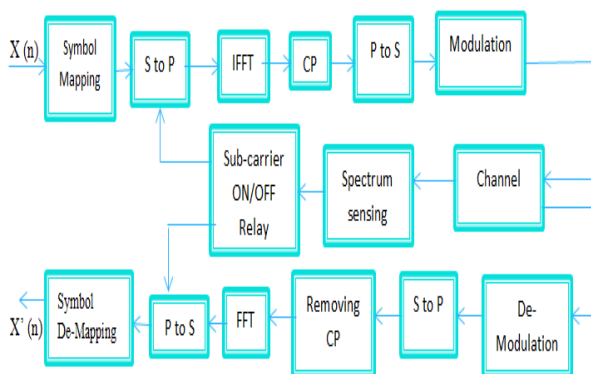 X (n)
Symbol
Mapping
S to P
IFFT
CP
P to S
Modulation
Sub-carrier
ON/OFF
Relay
Spectrum
sensing
Channel
X' (n)
Symbol
De-Mapping
P to S
FFT
Removing
CP
S to P
De-
Modulation